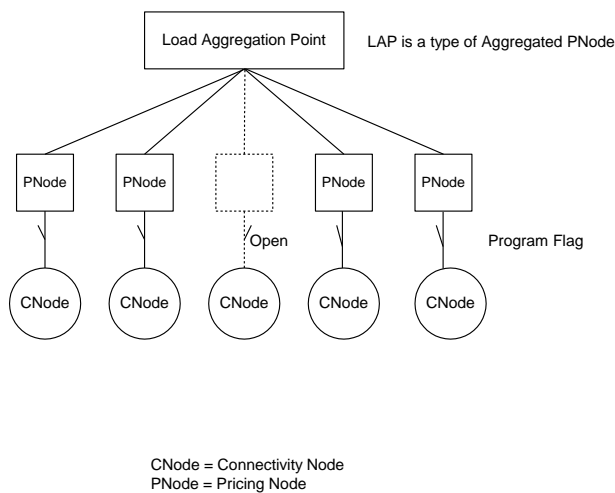 Load Aggregation Point
LAP is a type of Aggregated PNode
PNode
PNode
PNode
PNode
Open
Program Flag
CNode
CNode
CNode
CNode
CNode
CNode = Connectivity Node
PNode = Pricing Node